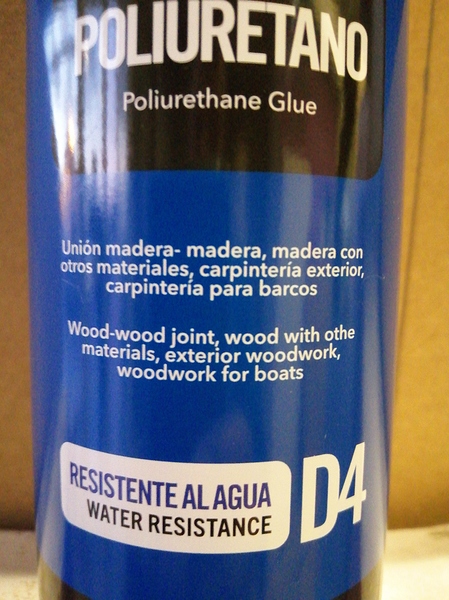 POLIURETANO
Poliurethane Glue
Unión madera- madera, madera con
otros materiales, carpintería exterior,
carpintería para barcos
Wood-wood joint, wood with othe
materials, exterior woodwork,
woodwork for boats
RESISTENTE AL AGUA
WATER RESISTANCE
D4